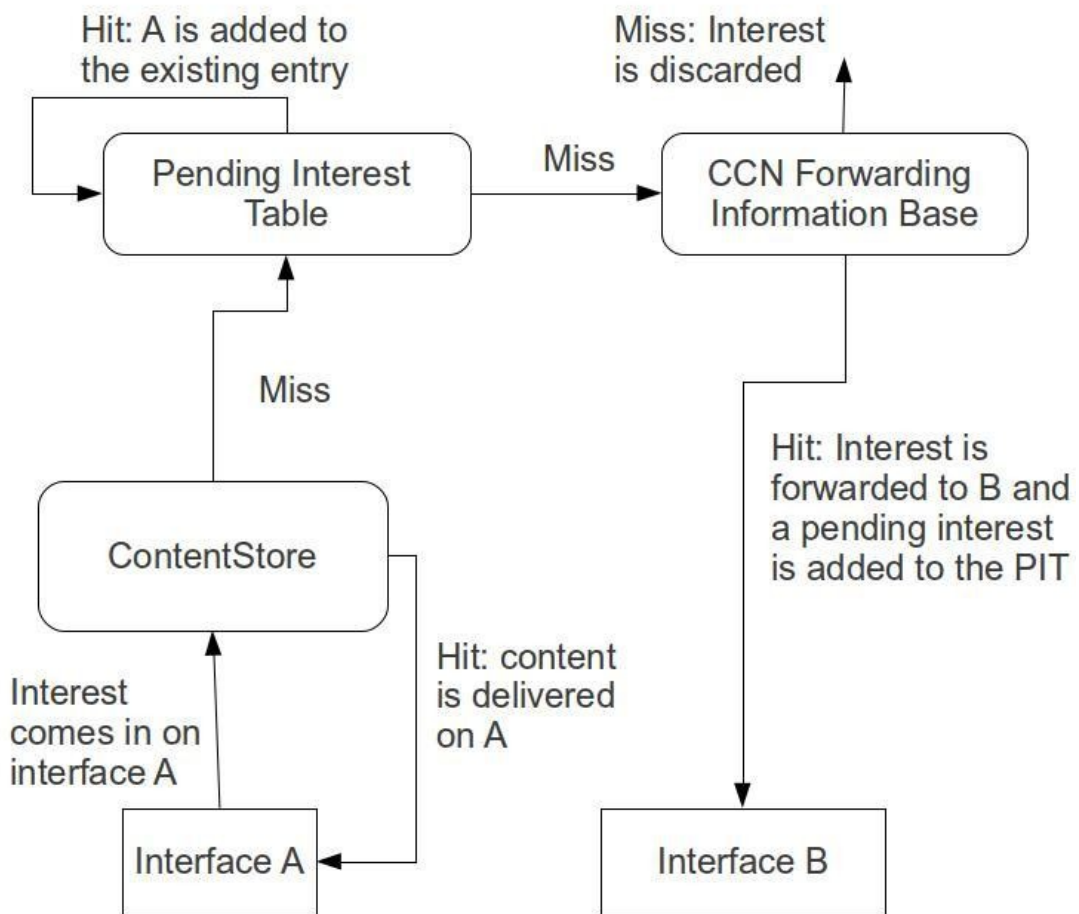 Hit: A is added to
the existing entry
Miss: Interest
is discarded
Pending Interest
Table
Miss
CCN Forwarding
Information Base
Miss
Hit: Interest is
forwarded to B and
a pending interest
is added to the PIT
ContentStore
Hit: content
is delivered
on A
Interest
comes in on
interface A
Interface A
Interface B